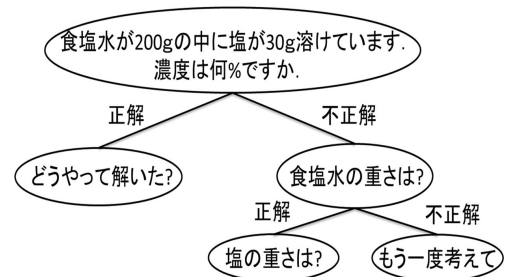 食塩水が200gの中に塩が30g溶けています.
濃度は何%ですか.
正解
不正解
どうやって解いた?
食塩水の重さは?
正解
不正解
塩の重さは?
もう一度考えて